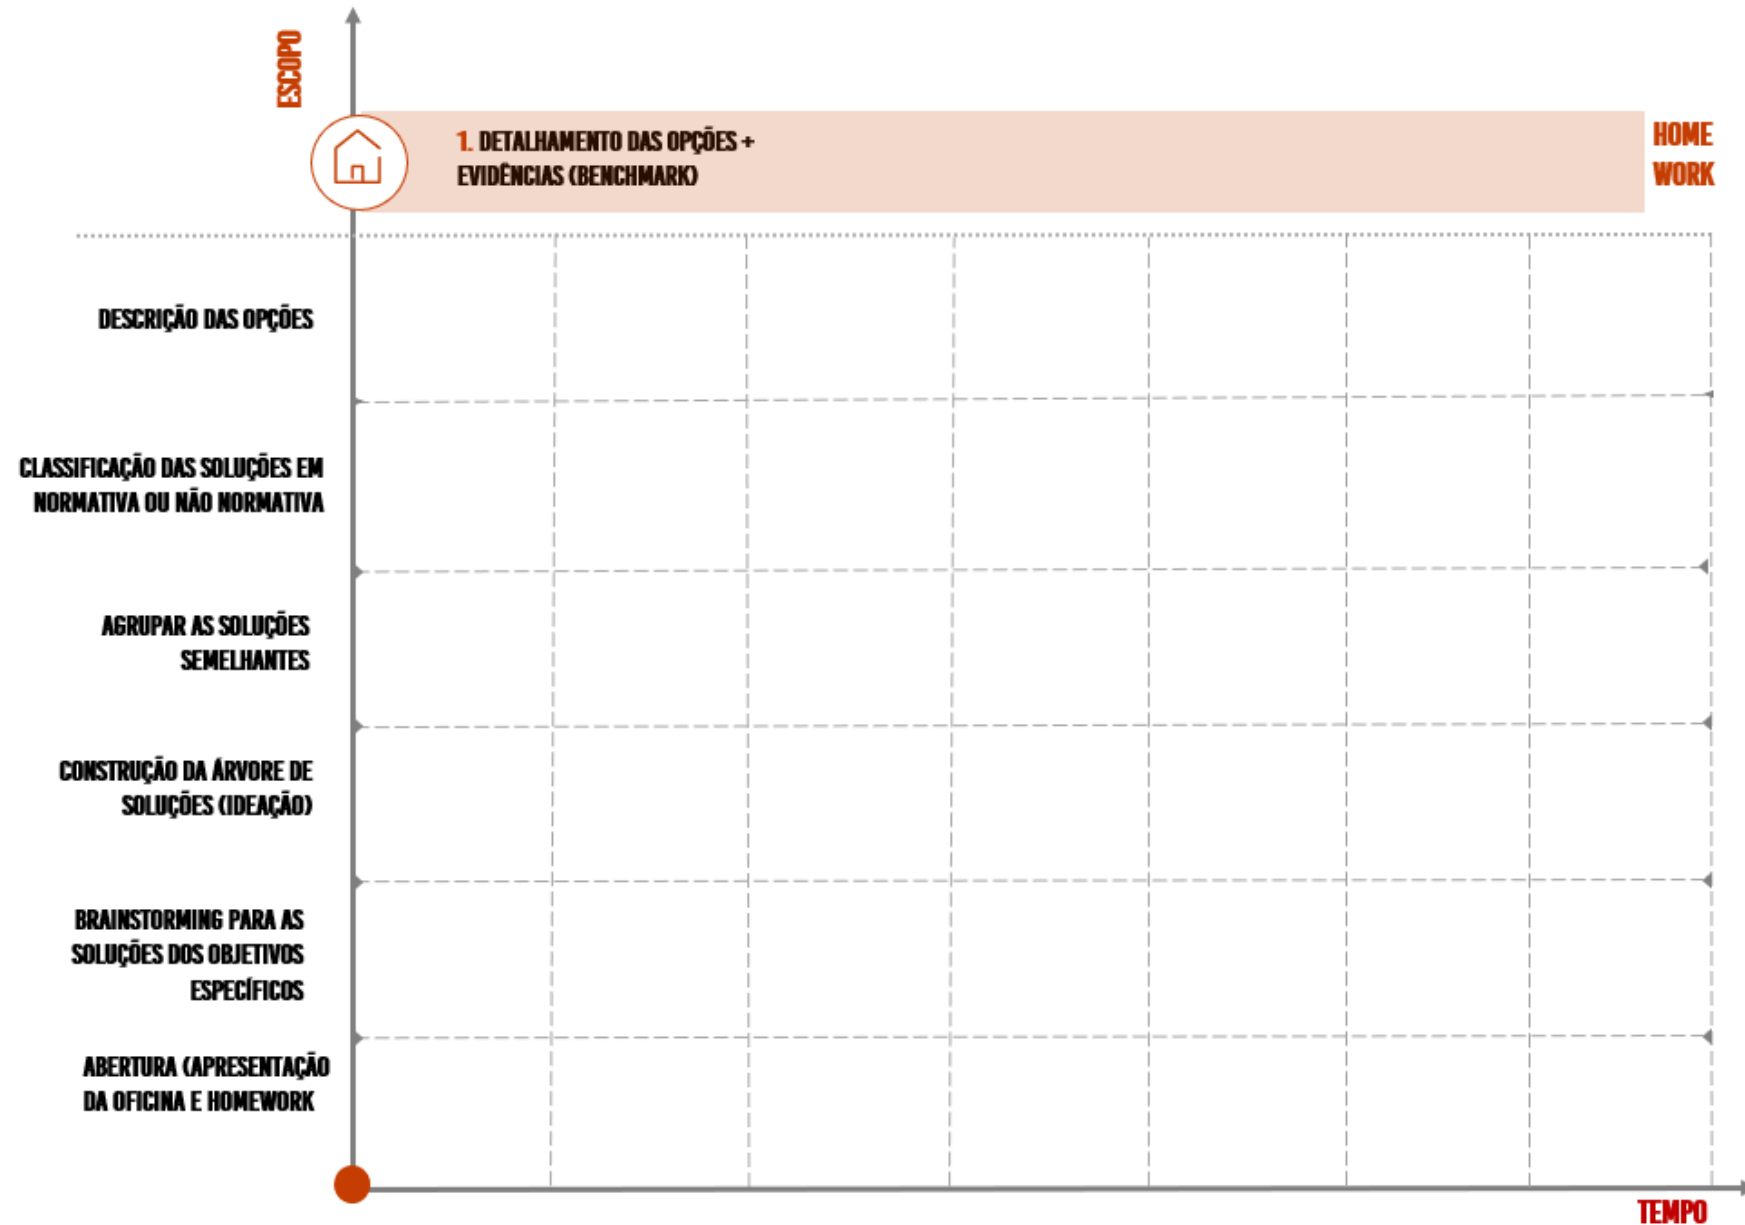 ESCOPO
1. DETALHAMENTO DAS OPÇÕES +
EVIDÊNCIAS (BENCHMARK)
HOME
WORK
DESCRIÇÃO DAS OPÇÕES
CLASSIFICAÇÃO DAS SOLUÇÕES EM
NORMATIVA OU NÃO NORMATIVA
AGRUPAR AS SOLUÇÕES
SEMELHANTES
CONSTRUÇÃO DA ÁRVORE DE
SOLUÇÕES (IDEAÇÃO)
BRAINSTORMING PARA AS
SOLUÇÕES DOS OBJETIVOS
ESPECÍFICOS
ABERTURA (APRESENTAÇÃO
DA OFICINA E HOMEWORK
TEMPO